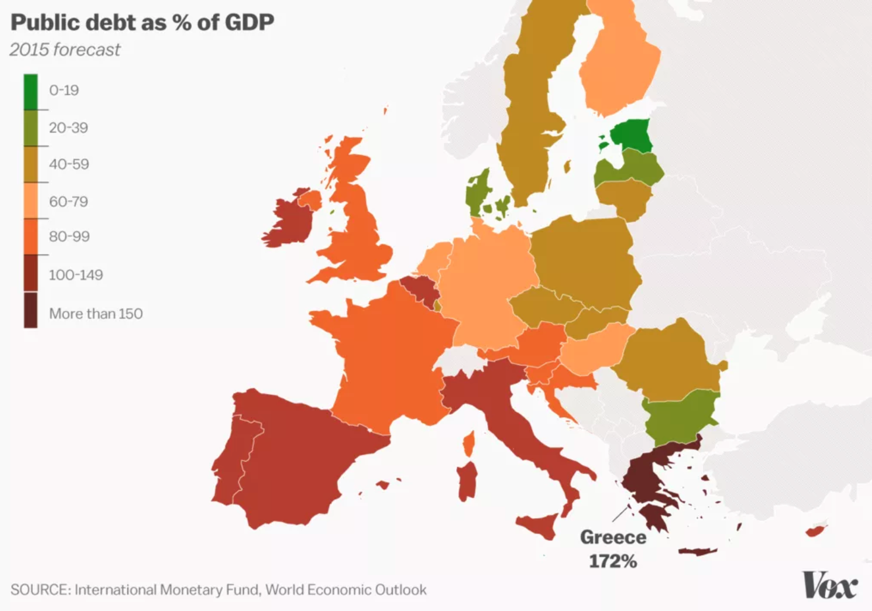 Public debt as % of GDP
2015 forecast
0-19
20-39
40-59
60-79
80-99
100-149
More than 150
Greece
172%
SOURCE: International Monetary Fund, World Economic Outlook
Vox